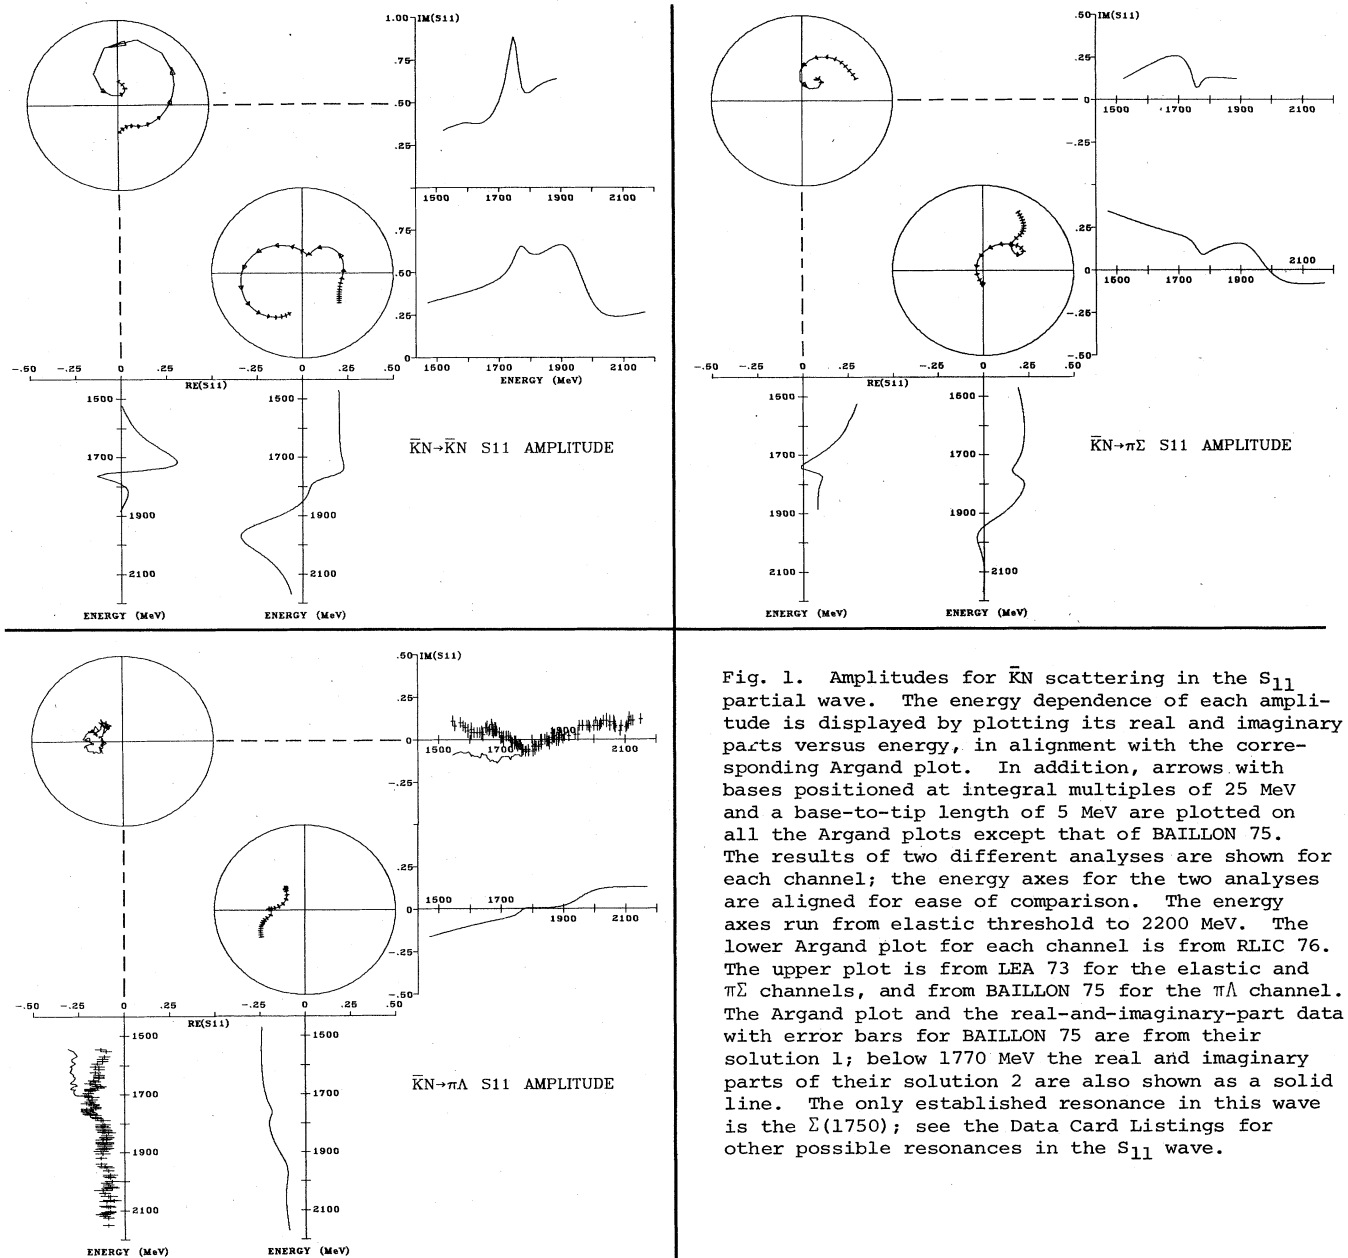 1.00 IM(S11)
.75
.50
.25
1500 1700 1900 2100
.75
.50
.25
0
1500 1700 1900 2100
ENERGY (MeV)
-.50 -.25 0 .25 -.25 0 .25 .50
RE(S11)
1500
1700
1900
2100
ENERGY (MeV)
1500
1700
1900
2100
ENERGY (MeV)
K̄N→K̄N S11 AMPLITUDE
.50 IM(S11)
.25
0
1500 1700 1900 2100
-.25
.25
0
1500 1700 1900 2100
-.25
-.50
-.50 -.25 0 .25 -.25 0 .25 .50
RE(S11)
1500
1700
1900
2100
ENERGY (MeV)
1500
1700
1900
2100
ENERGY (MeV)
K̄N→πΣ S11 AMPLITUDE
.50 IM(S11)
.25
0
1500 1700 1900 2100
-.25
.25
0
1500 1700 1900 2100
-.25
-.50
-.50 -.25 0 .25 -.25 0 .25 .50
RE(S11)
1500
1700
1900
2100
ENERGY (MeV)
1500
1700
1900
2100
ENERGY (MeV)
K̄N→πΛ S11 AMPLITUDE
Fig. 1. Amplitudes for K̄N scattering in the S₁₁
partial wave. The energy dependence of each ampli-
tude is displayed by plotting its real and imaginary
parts versus energy, in alignment with the corre-
sponding Argand plot. In addition, arrows with
bases positioned at integral multiples of 25 MeV
and a base-to-tip length of 5 MeV are plotted on
all the Argand plots except that of BAILLON 75.
The results of two different analyses are shown for
each channel; the energy axes for the two analyses
are aligned for ease of comparison. The energy
axes run from elastic threshold to 2200 MeV. The
lower Argand plot for each channel is from RLIC 76.
The upper plot is from LEA 73 for the elastic and
πΣ channels, and from BAILLON 75 for the πΛ channel.
The Argand plot and the real-and-imaginary-part data
with error bars for BAILLON 75 are from their
solution 1; below 1770 MeV the real and imaginary
parts of their solution 2 are also shown as a solid
line. The only established resonance in this wave
is the Σ(1750); see the Data Card Listings for
other possible resonances in the S₁₁ wave.